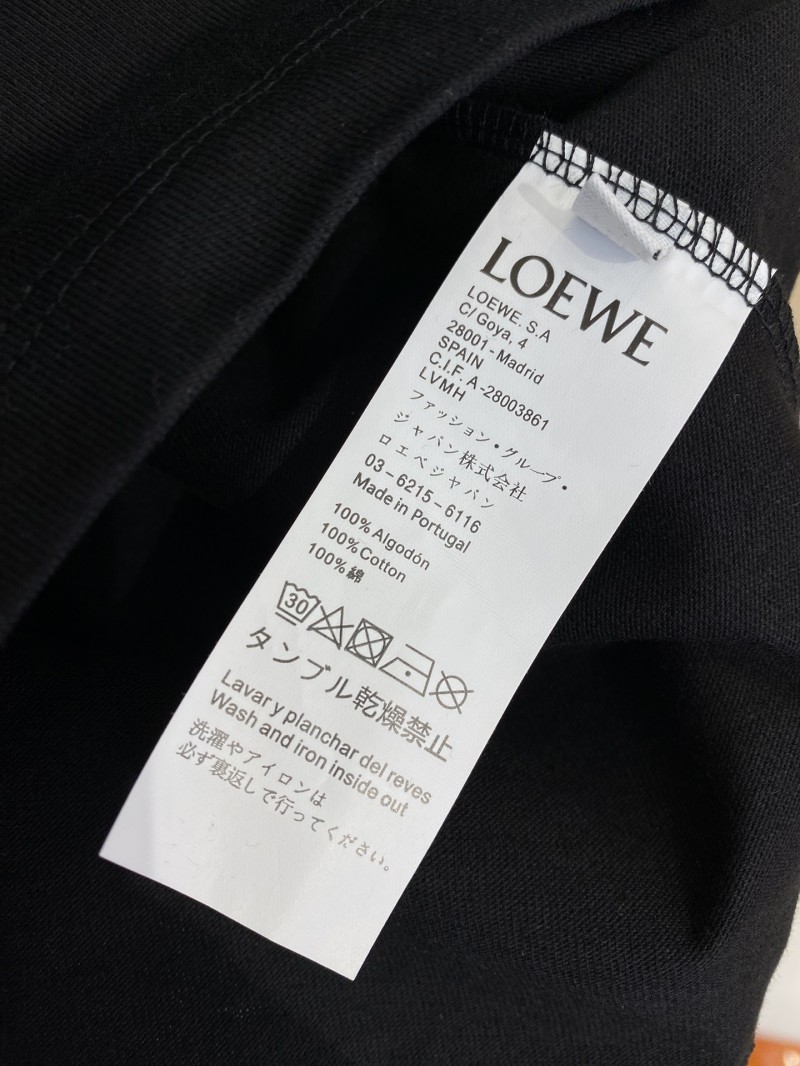 LOEWE
LOEWE, S.A
C/ Goya, 4
28001 - Madrid
SPAIN
C.I.F. A-28003861
LVMH
ファッション・グループ・
ジャパン株式会社
ロエベジャパン
03-6215-6116
Made in Portugal
100% Algodón
100%Cotton
100%綿
30
タンブル乾燥禁止
Lavar y planchar del reves
Wash and iron inside out
洗濯やアイロンは
必ず裏返しで行ってください。